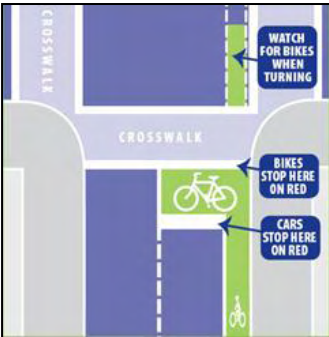 CROSSWALK
WATCH
FOR BIKES
WHEN
TURNING
CROSSWALK
BIKES
STOP HERE
ON RED
CARS
STOP HERE
ON RED